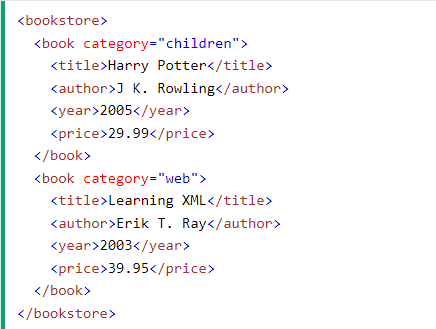 <bookstore>
  <book category="children">
    <title>Harry Potter</title>
    <author>J K. Rowling</author>
    <year>2005</year>
    <price>29.99</price>
  </book>
  <book category="web">
    <title>Learning XML</title>
    <author>Erik T. Ray</author>
    <year>2003</year>
    <price>39.95</price>
  </book>
</bookstore>